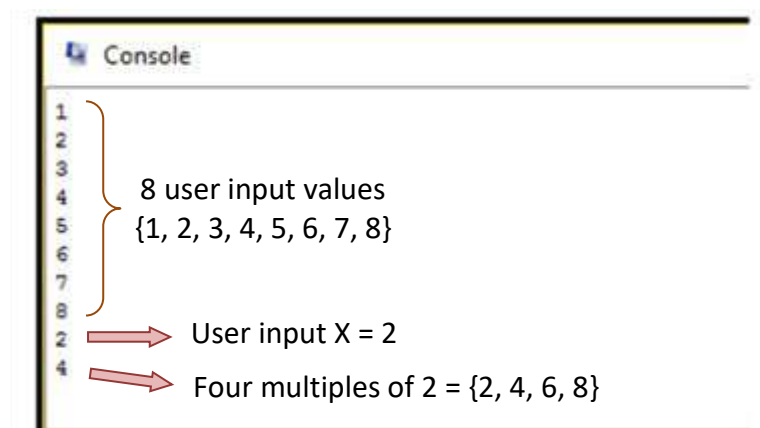 Console
1
2
3
4
5
6
7
8
8 user input values
{1, 2, 3, 4, 5, 6, 7, 8}
2
User input X = 2
4
Four multiples of 2 = {2, 4, 6, 8}